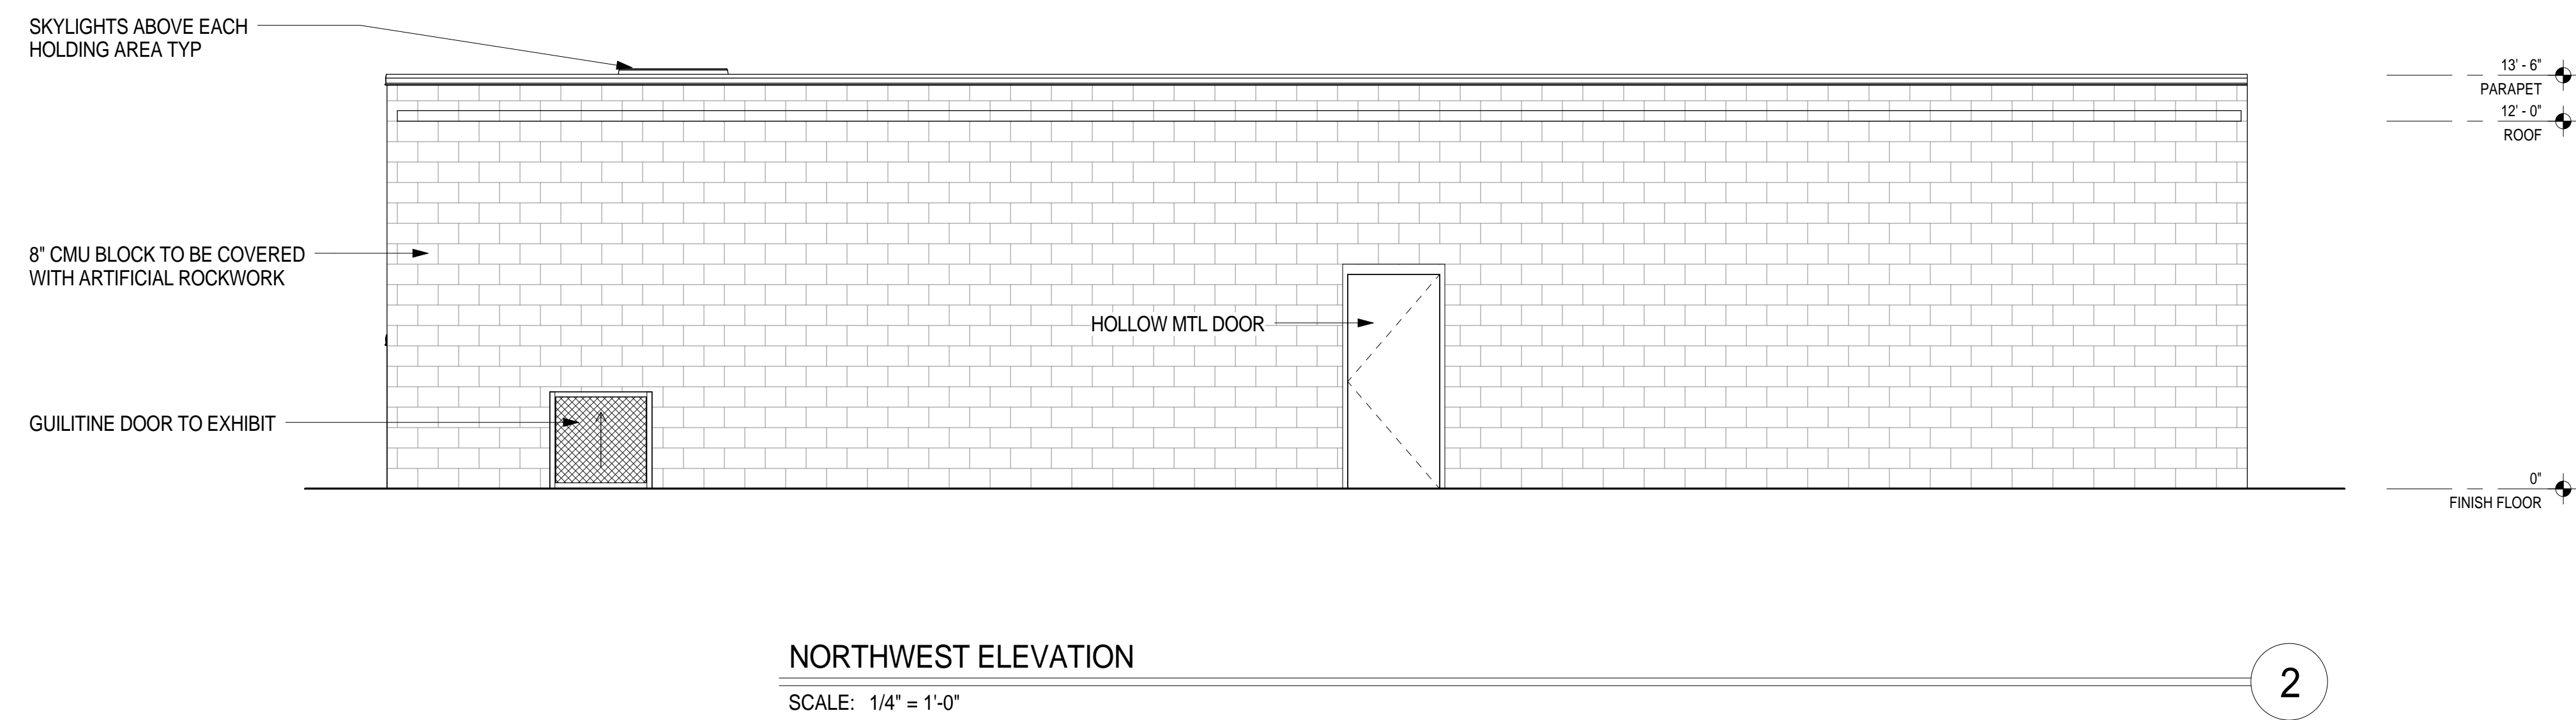 SKYLIGHTS ABOVE EACH
HOLDING AREA TYP
13' - 6"
PARAPET
12' - 0"
ROOF
8" CMU BLOCK TO BE COVERED
WITH ARTIFICIAL ROCKWORK
HOLLOW MTL DOOR
GUILITINE DOOR TO EXHIBIT
0"
FINISH FLOOR
NORTHWEST ELEVATION
2
SCALE: 1/4" = 1'-0"